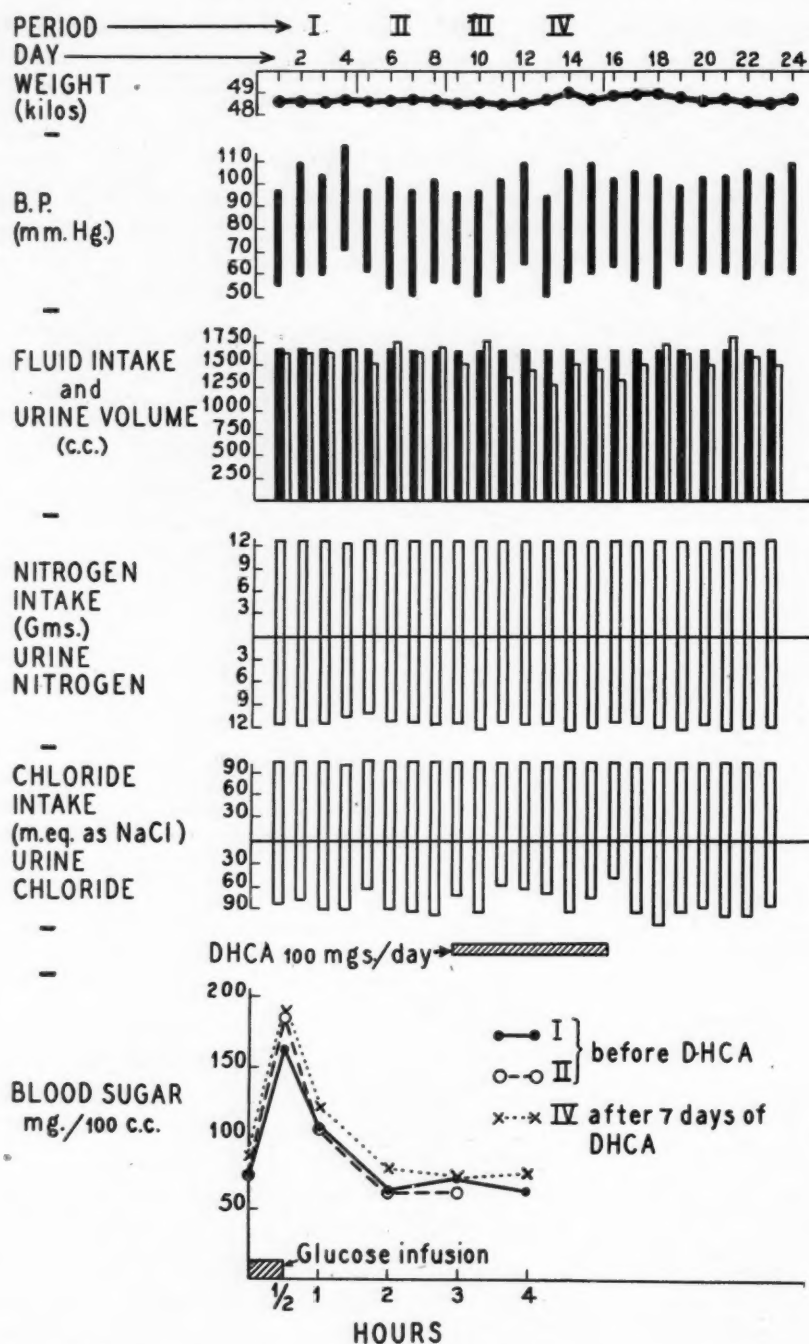 PERIOD I II III IV
DAY 2 4 6 8 10 12 14 16 18 20 22 24
WEIGHT
(kilos)
49
48
B.P.
(mm. Hg.)
110
100
90
80
70
60
50
FLUID INTAKE
and
URINE VOLUME
(c.c.)
1750
1500
1250
1000
750
500
250
NITROGEN
INTAKE
(Gms.)
URINE
NITROGEN
12
9
6
3
3
6
9
12
CHLORIDE
INTAKE
(m.eq. as NaCl)
URINE
CHLORIDE
90
60
30
30
60
90
DHCA 100 mgs./day
BLOOD SUGAR
mg./100 c.c.
200
150
100
50
I
II
before DHCA
IV after 7 days of
DHCA
Glucose infusion
1/2 1 2 3 4
HOURS